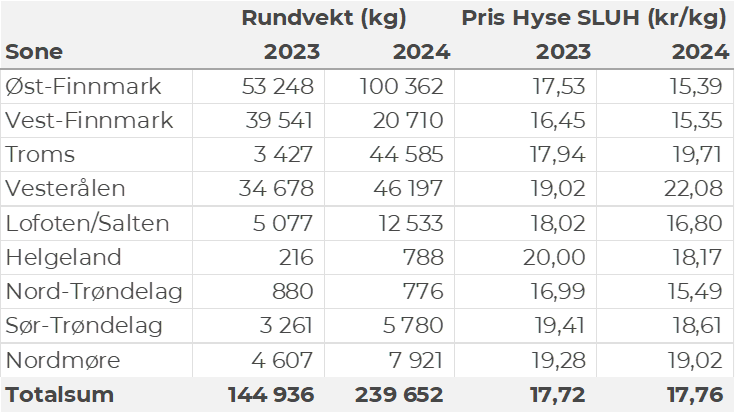 Rundvekt (kg) Pris Hyse SLUH (kr/kg)
Sone 2023 2024 2023 2024
Øst-Finnmark 53 248 100 362 17,53 15,39
Vest-Finnmark 39 541 20 710 16,45 15,35
Troms 3 427 44 585 17,94 19,71
Vesterålen 34 678 46 197 19,02 22,08
Lofoten/Salten 5 077 12 533 18,02 16,80
Helgeland 216 788 20,00 18,17
Nord-Trøndelag 880 776 16,99 15,49
Sør-Trøndelag 3 261 5 780 19,41 18,61
Nordmøre 4 607 7 921 19,28 19,02
Totalsum 144 936 239 652 17,72 17,76